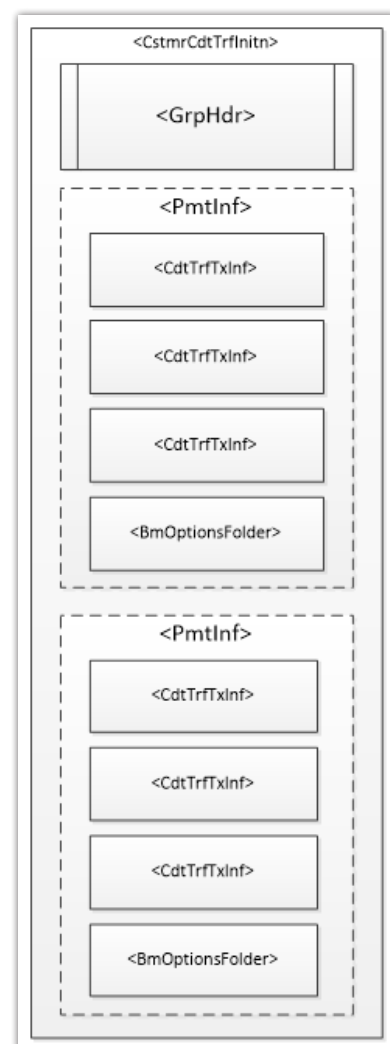 <CstmrCdtTrfInitn>
<GrpHdr>
<PmtInf>
<CdtTrfTxInf>
<CdtTrfTxInf>
<CdtTrfTxInf>
<BmOptionsFolder>
<PmtInf>
<CdtTrfTxInf>
<CdtTrfTxInf>
<CdtTrfTxInf>
<BmOptionsFolder>